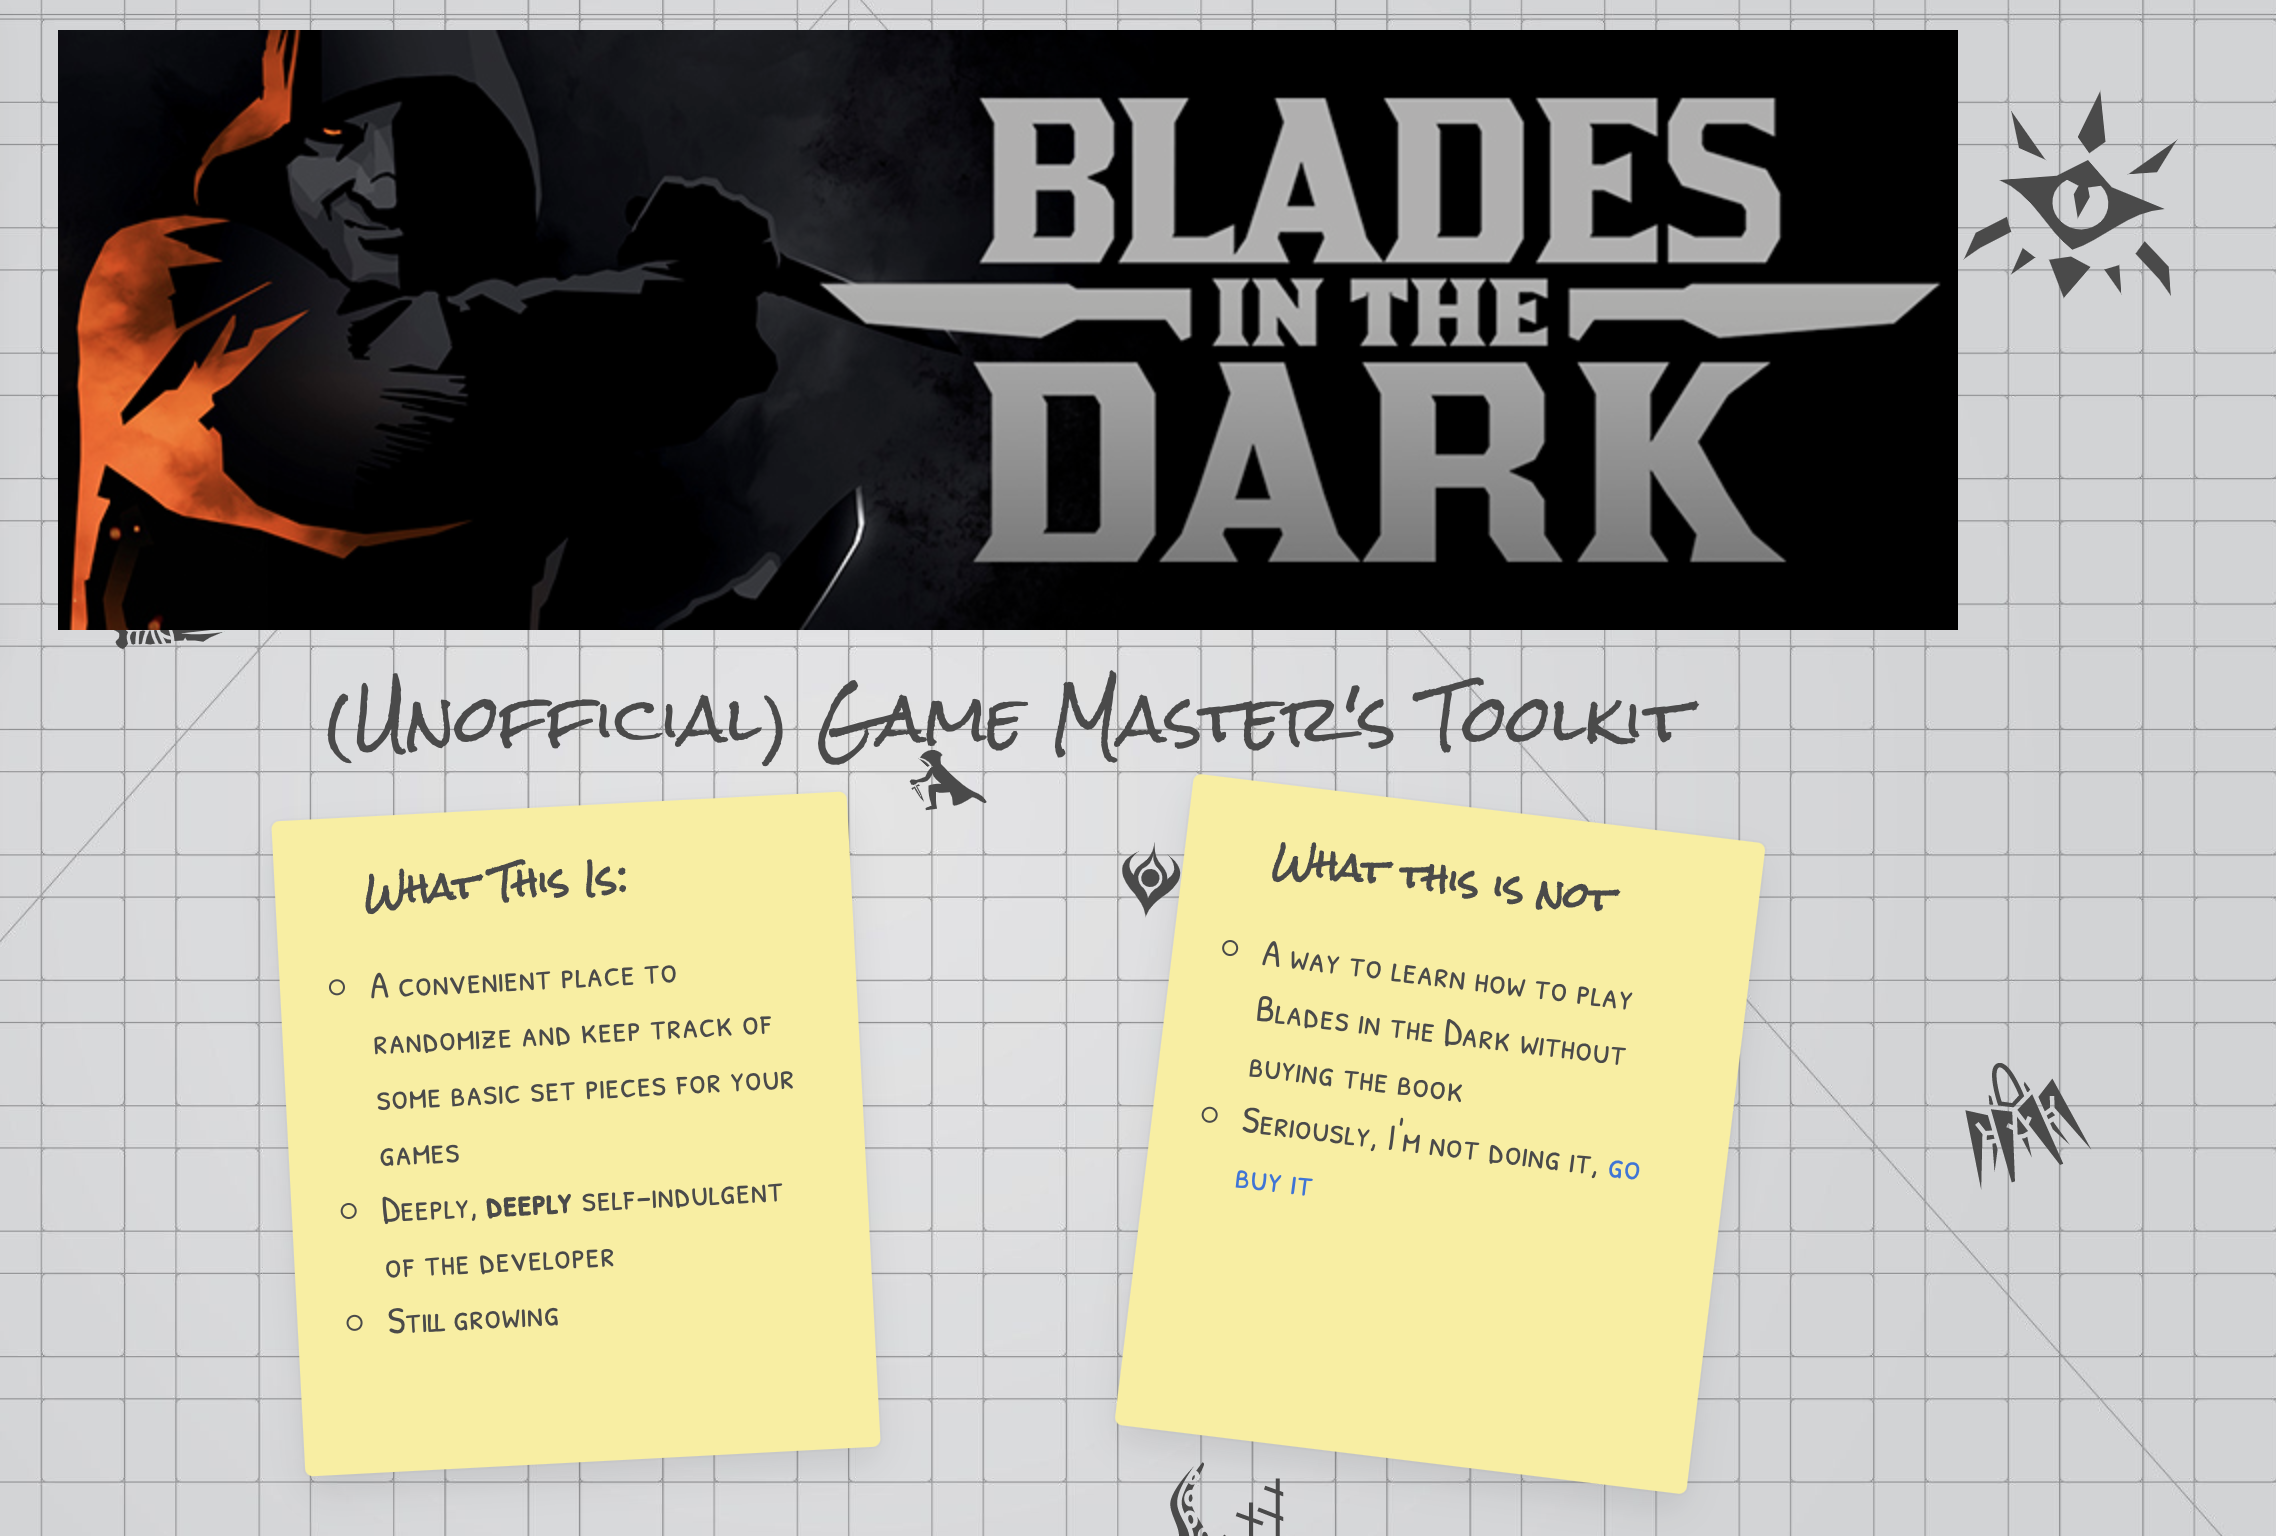 BLADES
IN THE
DARK
(Unofficial) Game Master's Toolkit
What This Is:
A convenient place to
randomize and keep track of
some basic set pieces for your
games
Deeply, deeply self-indulgent
of the developer
Still growing
What this is not
A way to learn how to play
Blades in the Dark without
buying the book
Seriously, I'm not doing it, go
buy it